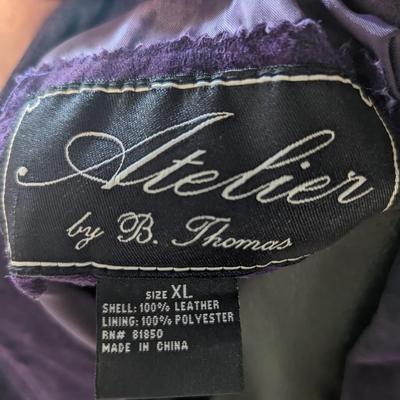 Atelier
by B. Thomas
SIZE XL
SHELL: 100% LEATHER
LINING: 100% POLYESTER
RN# 81850
MADE IN CHINA